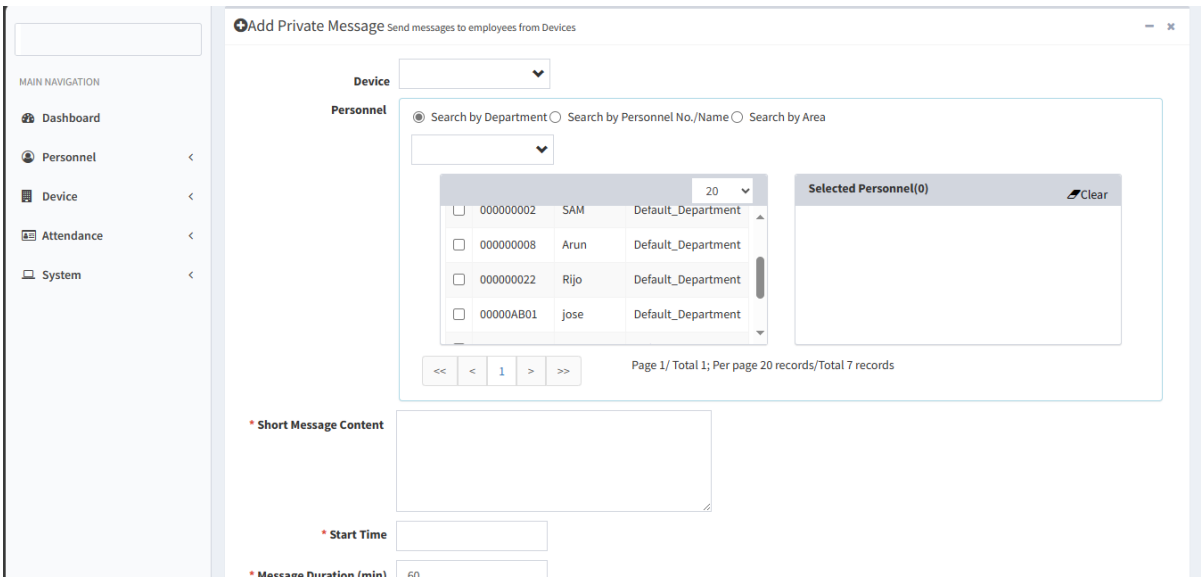 Add Private Message Send messages to employees from Devices
MAIN NAVIGATION
Dashboard
Personnel
Device
Attendance
System
Device
Personnel
Search by Department Search by Personnel No./Name Search by Area
20
000000002 SAM Default_Department
000000008 Arun Default_Department
000000022 Rijo Default_Department
00000AB01 jose Default_Department
Selected Personnel(0) Clear
<< < 1 > >>
Page 1/ Total 1; Per page 20 records/Total 7 records
* Short Message Content
* Start Time
* Message Duration (min) 60